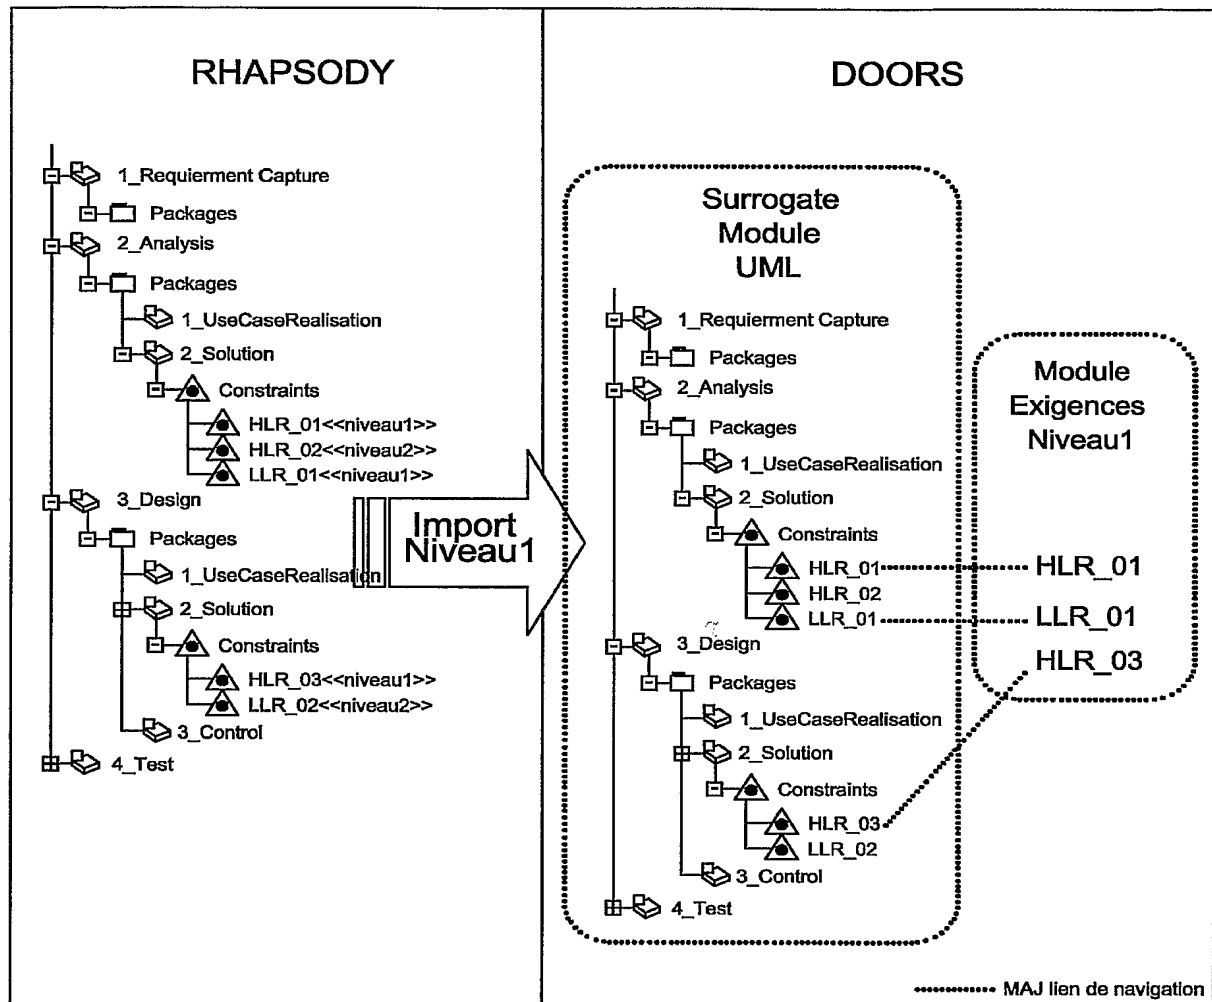 RHAPSODY
1_Requierment Capture
Packages
2_Analysis
Packages
1_UseCaseRealisation
2_Solution
Constraints
HLR_01<<niveau1>>
HLR_02<<niveau2>>
LLR_01<<niveau1>>
3_Design
Packages
1_UseCaseRealisation
2_Solution
Constraints
HLR_03<<niveau1>>
LLR_02<<niveau2>>
3_Control
4_Test
Import
Niveau1
DOORS
Surrogate
Module
UML
1_Requierment Capture
Packages
2_Analysis
Packages
1_UseCaseRealisation
2_Solution
Constraints
HLR_01
HLR_02
LLR_01
3_Design
Packages
1_UseCaseRealisation
2_Solution
Constraints
HLR_03
LLR_02
3_Control
4_Test
Module
Exigences
Niveau1
HLR_01
LLR_01
HLR_03
MAJ lien de navigation